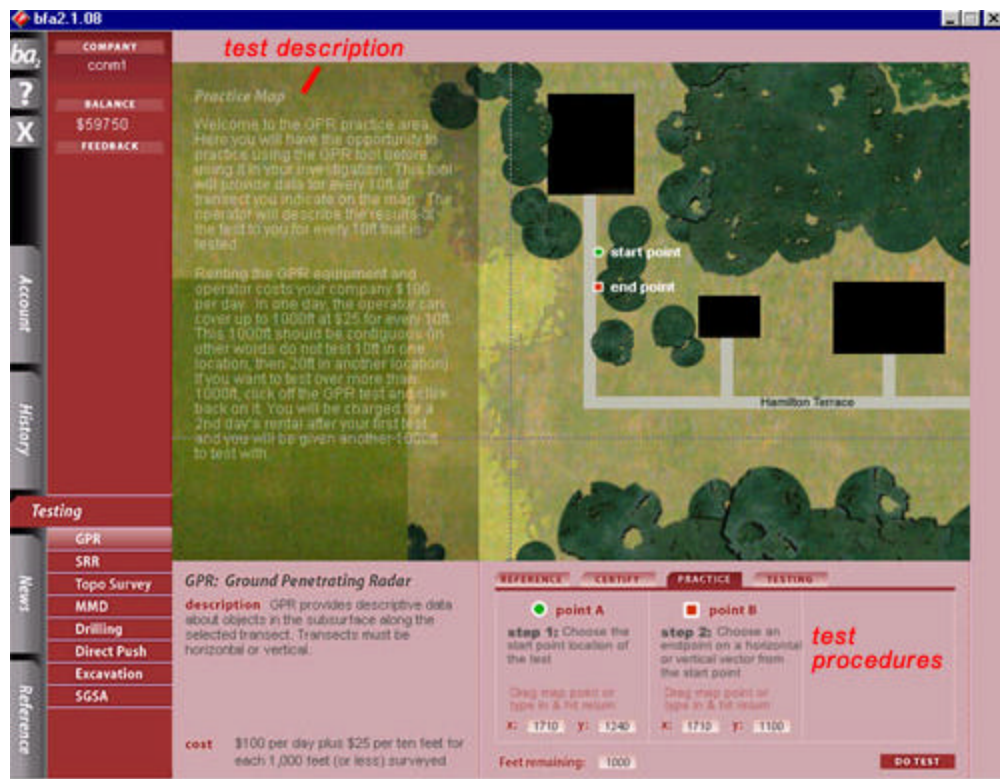 bfa2.1.08
test description
ba2
?
X
COMPANY
ccnm1
BALANCE
$59750
FEEDBACK
Account
History
Testing
GPR
SRR
Topo Survey
MMD
Drilling
Direct Push
Excavation
SGSA
News
Reference
Practice Map
Welcome to the GPR practice area.
Here you will have the opportunity to
practice using the GPR tool before
using it in your investigation. This tool
will provide data for every 10ft of
transect you indicate on the map. The
operator will describe the results of
the test to you for every 10ft that is
tested.
Renting the GPR equipment and
operator costs your company $100
per day. In one day, the operator can
cover up to 1000ft at $25 for every 10ft.
This 1000ft should be contiguous (in
other words do not test 10ft in one
location, then 20ft in another location).
If you want to test over more than
1000ft, click off the GPR test and click
back on it. You will be charged for a
2nd day's rental after your first test
and you will be given another 1000ft
to test with.
start point
end point
Hamilton Terrace
GPR: Ground Penetrating Radar
description GPR provides descriptive data
about objects in the subsurface along the
selected transect. Transects must be
horizontal or vertical.
cost $100 per day plus $25 per ten feet for
each 1,000 feet (or less) surveyed
REFERENCE CERTIFY PRACTICE TESTING
point A
step 1: Choose the
start point location of
the test
Drag map point or
type in & hit return
x: 1710 y: 1240
point B
step 2: Choose an
endpoint on a horizontal
or vertical vector from
the start point
Drag map point or
type in & hit return
x: 1710 y: 1100
test
procedures
Feet remaining: 1000
DO TEST